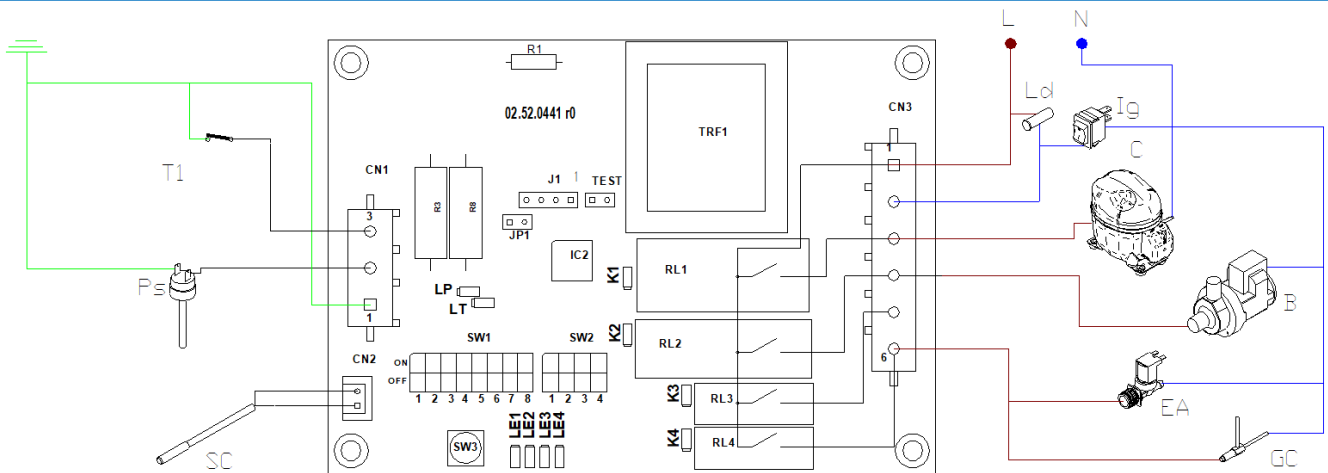 L N
R1
Ld
Ig
02.52.0441 r0
CN3
TRF1
1
C
T1
CN1
J1 1 TEST
R3 R8
3
JP1
IC2
K1
RL1
Ps
LP
LT
B
1
K2
RL2
SW1 SW2
CN2
ON
OFF
6
1 2 3 4 5 6 7 8 1 2 3 4
K3
RL3
EA
LE1 LE2 LE3 LE4
SW3
K4
RL4
SC
GC